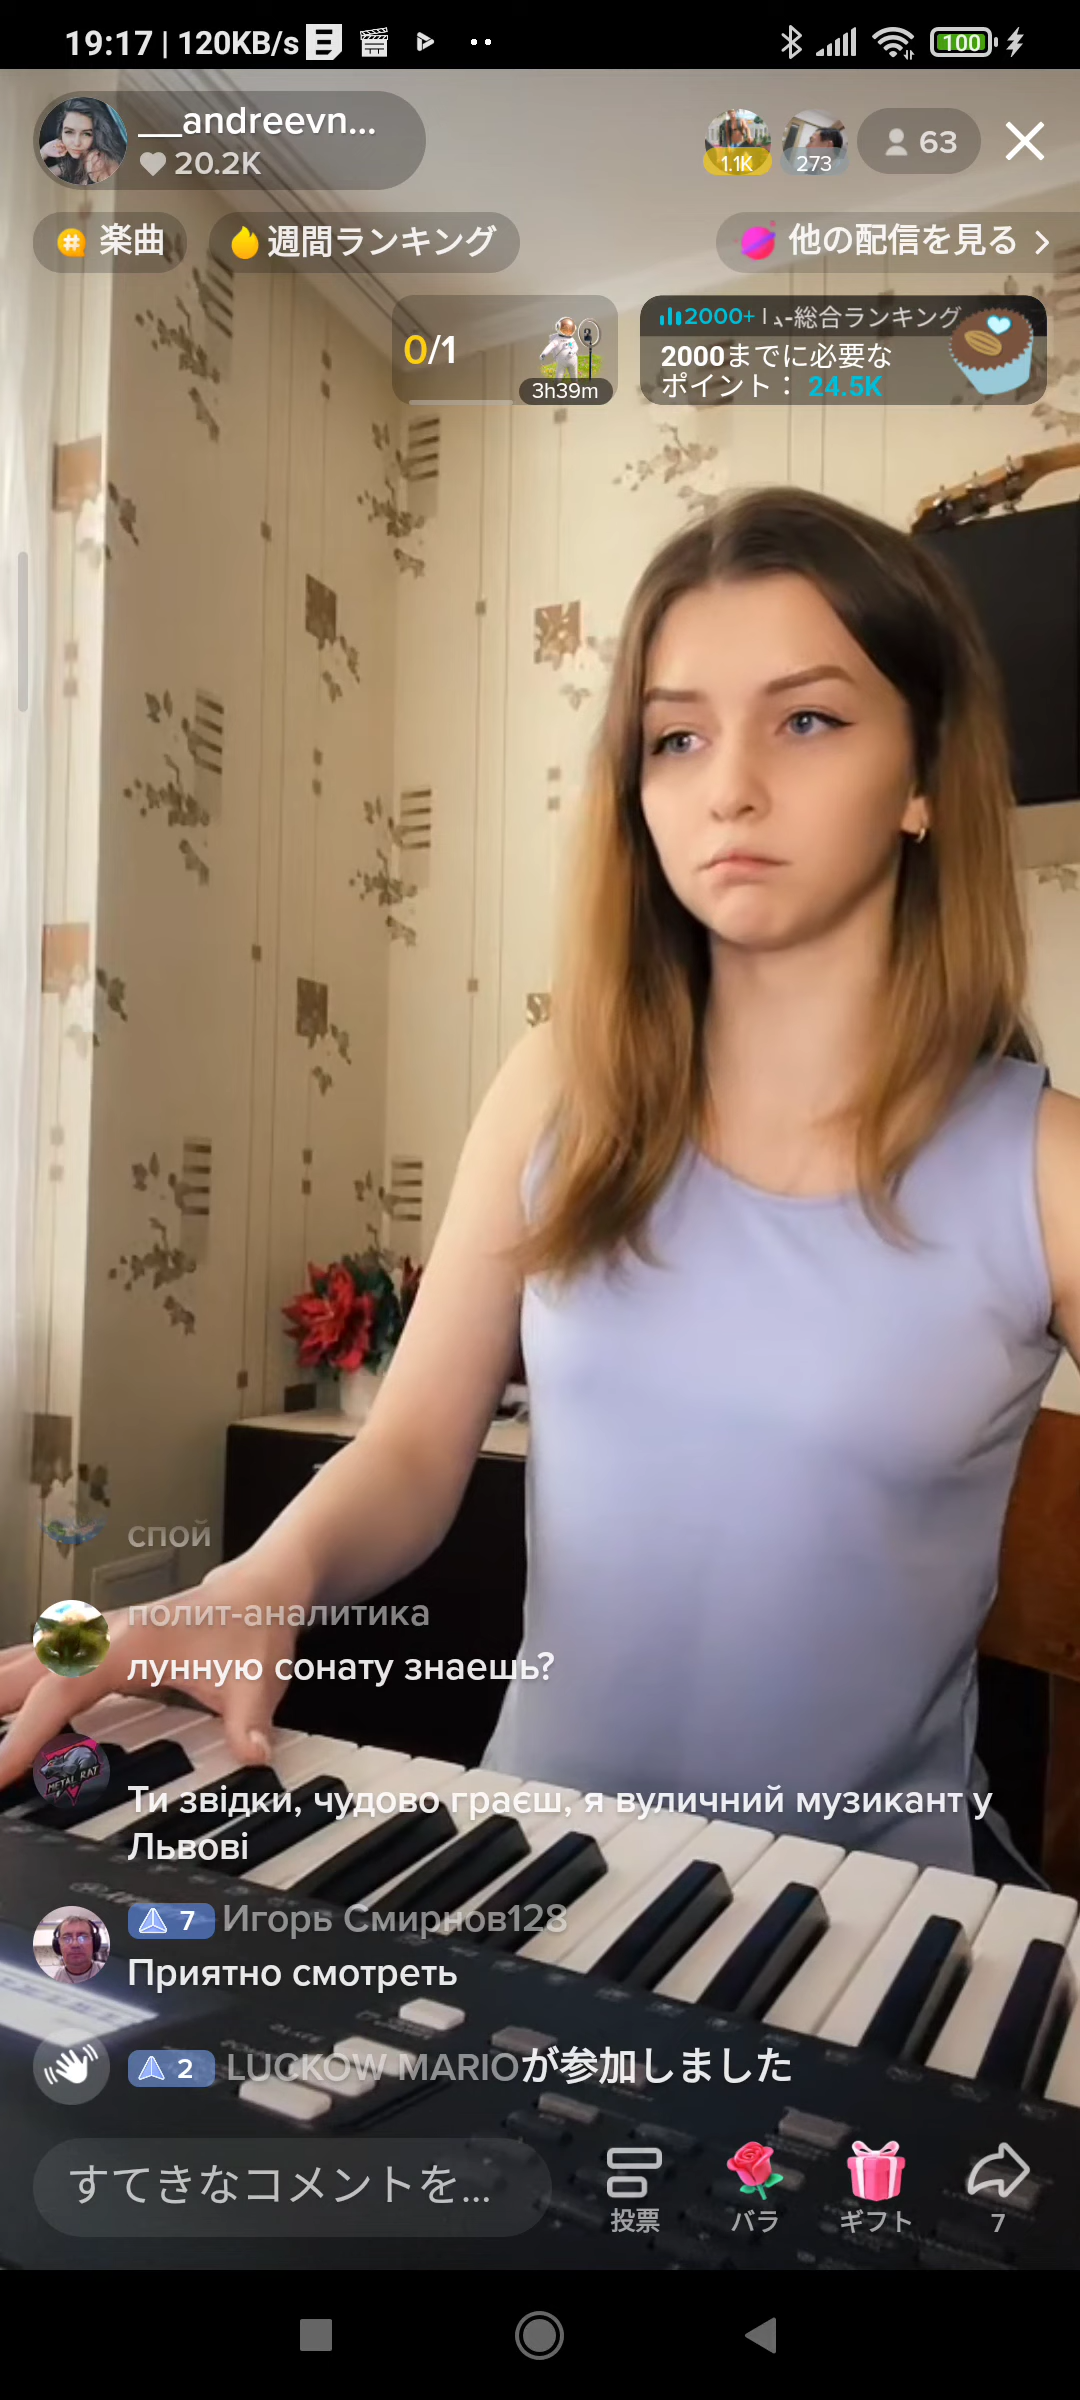 19:17 | 120KB/s
100
__andreevn...
20.2K
1.1K
273
63
楽曲
週間ランキング
他の配信を見る
0/1
3h39m
2000+
-総合ランキング
2000までに必要な
ポイント： 24.5K
спой
полит-аналитика
лунную сонату знаешь?
METAL RAT
Ти звідки, чудово граєш, я вуличний музикант у
Львові
7 Игорь Смирнов128
Приятно смотреть
2 LUCKOW MARIOが参加しました
すてきなコメントを...
投票
バラ
ギフト
7